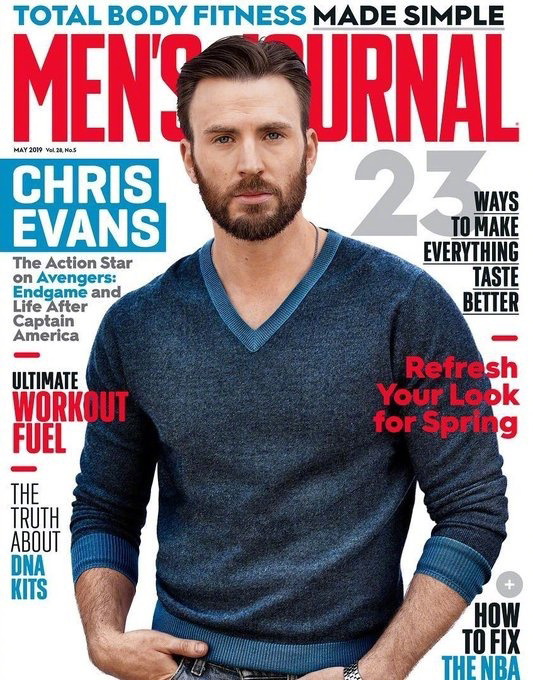 TOTAL BODY FITNESS MADE SIMPLE
MEN'S JOURNAL
MAY 2019 Vol. 28, No.5
CHRIS
EVANS
The Action Star
on Avengers:
Endgame and
Life After
Captain
America
ULTIMATE
WORKOUT
FUEL
THE
TRUTH
ABOUT
DNA
KITS
23
WAYS
TO MAKE
EVERYTHING
TASTE
BETTER
Refresh
Your Look
for Spring
+
HOW
TO FIX
THE NBA